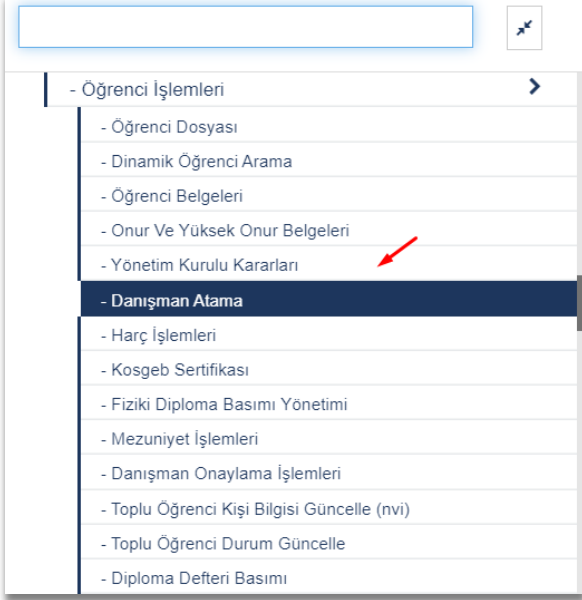 - Öğrenci İşlemleri
- Öğrenci Dosyası
- Dinamik Öğrenci Arama
- Öğrenci Belgeleri
- Onur Ve Yüksek Onur Belgeleri
- Yönetim Kurulu Kararları
- Danışman Atama
- Harç İşlemleri
- Kosgeb Sertifikası
- Fiziki Diploma Basımı Yönetimi
- Mezuniyet İşlemleri
- Danışman Onaylama İşlemleri
- Toplu Öğrenci Kişi Bilgisi Güncelle (nvi)
- Toplu Öğrenci Durum Güncelle
- Diploma Defteri Basımı